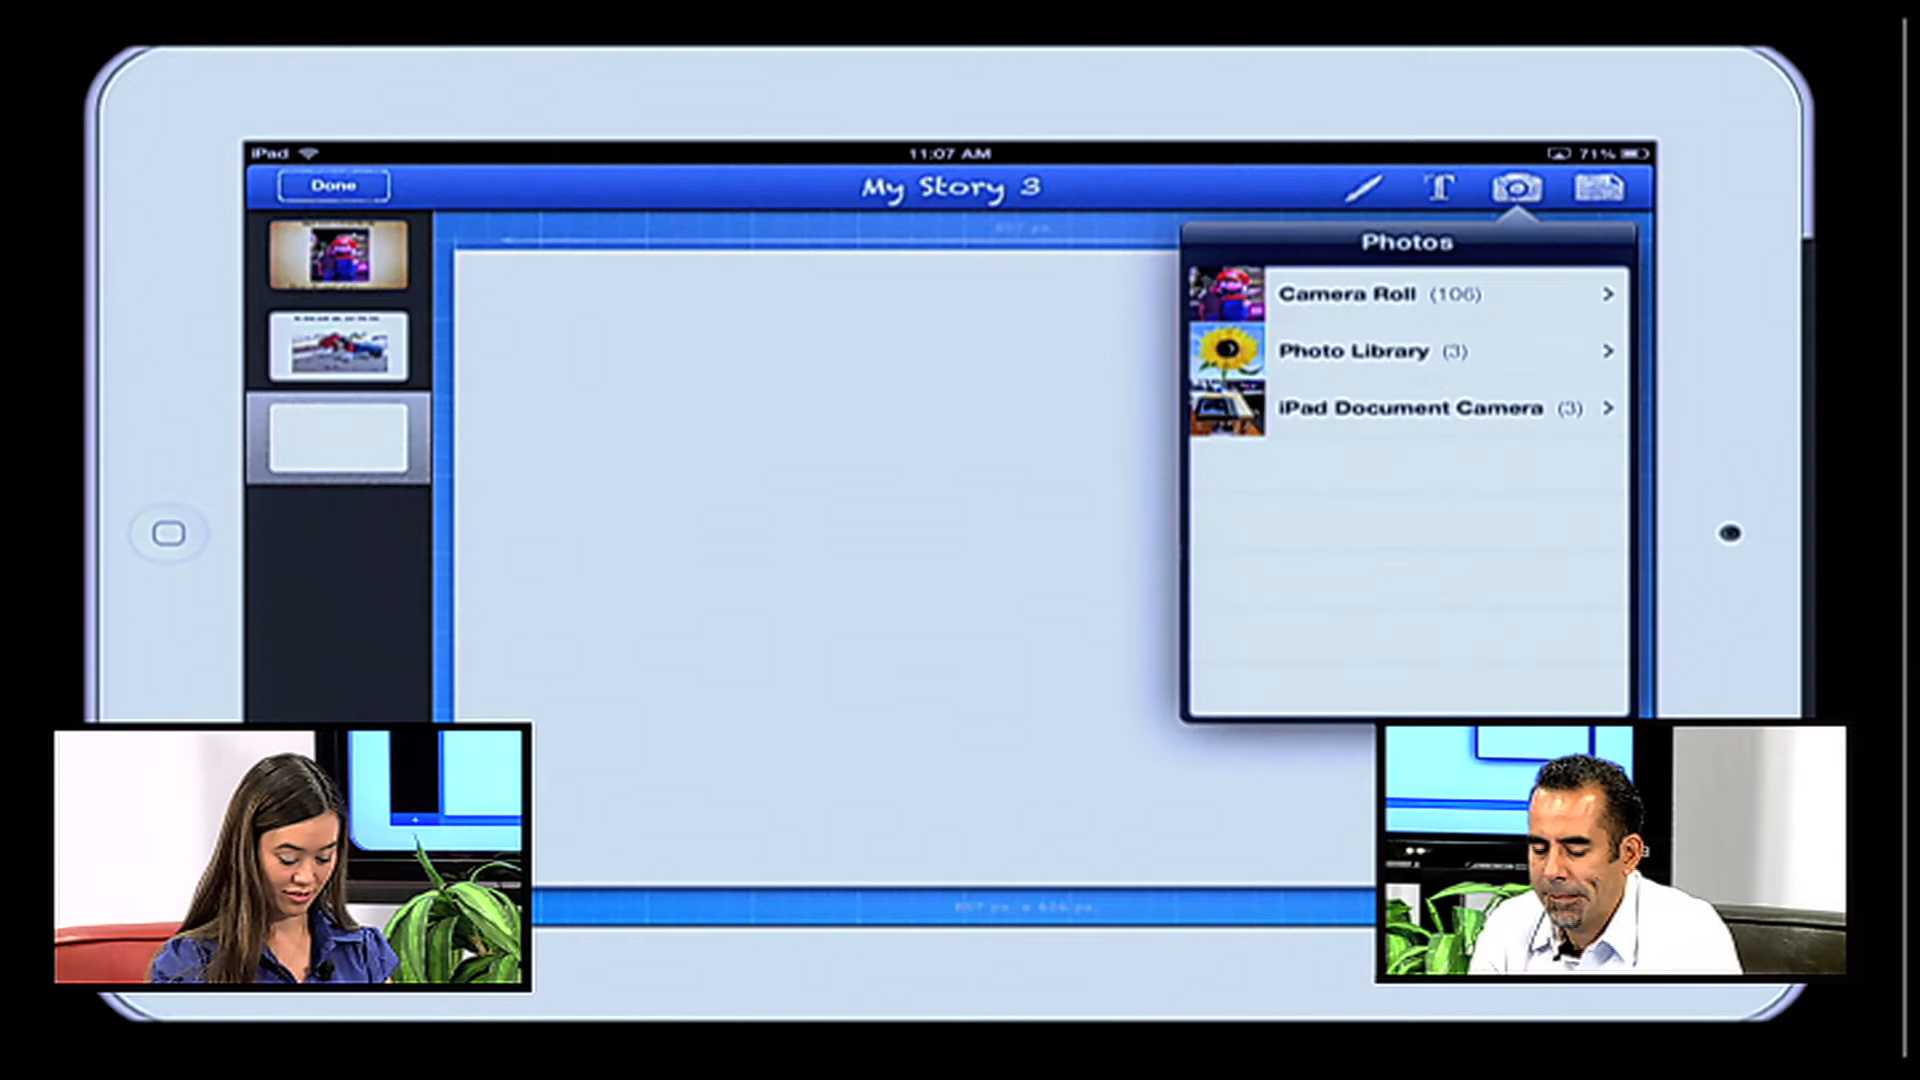 iPad
11:07 AM
71%
Done
My Story 3
T
Photos
Camera Roll (106)
Photo Library (3)
iPad Document Camera (3)